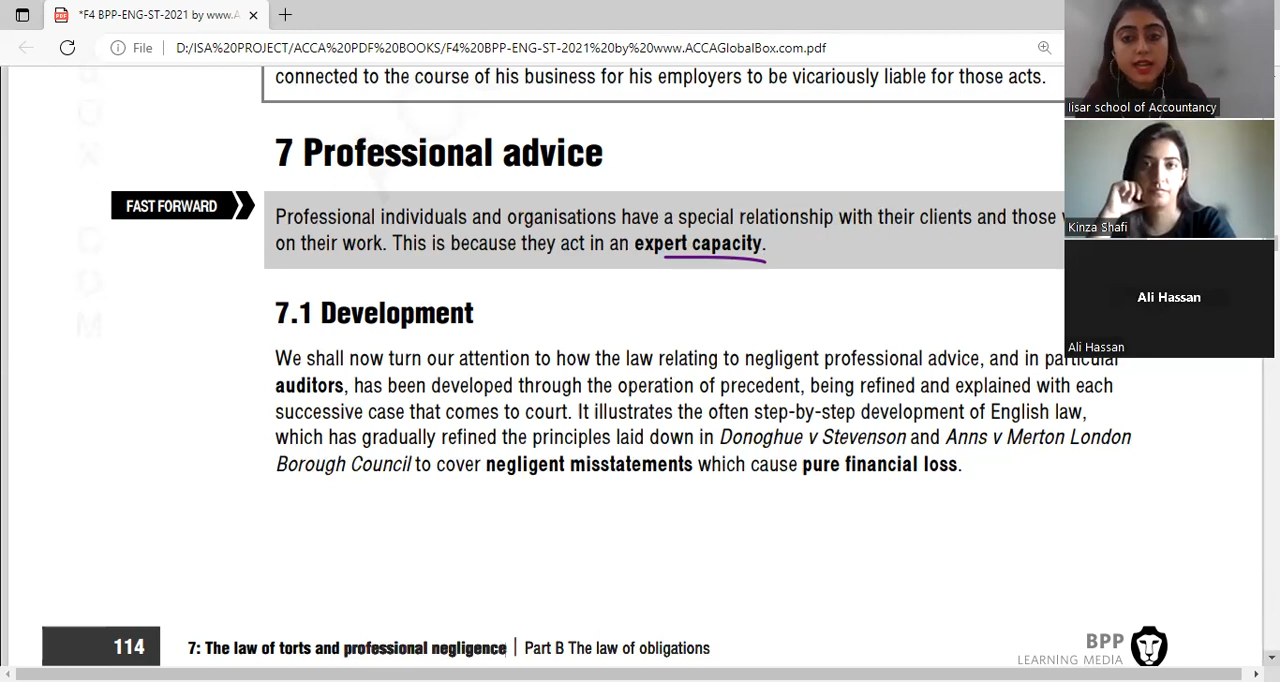 *F4 BPP-ENG-ST-2021 by www.A
File
D:/ISA%20PROJECT/ACCA%20PDF%20BOOKS/F4%20BPP-ENG-ST-2021%20by%20www.ACCAGlobalBox.com.pdf
connected to the course of his business for his employers to be vicariously liable for those acts.
7 Professional advice
FAST FORWARD
Professional individuals and organisations have a special relationship with their clients and those
on their work. This is because they act in an expert capacity.
7.1 Development
We shall now turn our attention to how the law relating to negligent professional advice, and in particular
auditors, has been developed through the operation of precedent, being refined and explained with each
successive case that comes to court. It illustrates the often step-by-step development of English law,
which has gradually refined the principles laid down in Donoghue v Stevenson and Anns v Merton London
Borough Council to cover negligent misstatements which cause pure financial loss.
114
7: The law of torts and professional negligence | Part B The law of obligations
BPP
LEARNING MEDIA
lisar school of Accountancy
Kinza Shafi
Ali Hassan
Ali Hassan